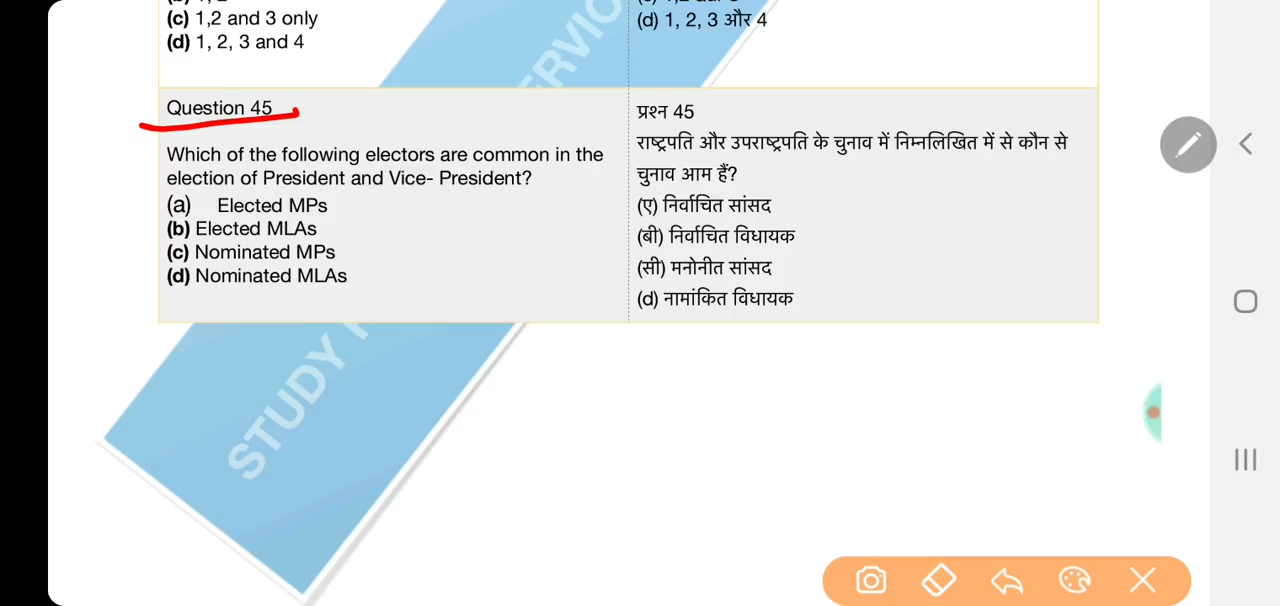 (c) 1,2 and 3 only
(d) 1, 2, 3 and 4
(d) 1, 2, 3 और 4
Question 45
Which of the following electors are common in the
election of President and Vice- President?
(a) Elected MPs
(b) Elected MLAs
(c) Nominated MPs
(d) Nominated MLAs
प्रश्न 45
राष्ट्रपति और उपराष्ट्रपति के चुनाव में निम्नलिखित में से कौन से
चुनाव आम हैं?
(ए) निर्वाचित सांसद
(बी) निर्वाचित विधायक
(सी) मनोनीत सांसद
(d) नामांकित विधायक
STUDY